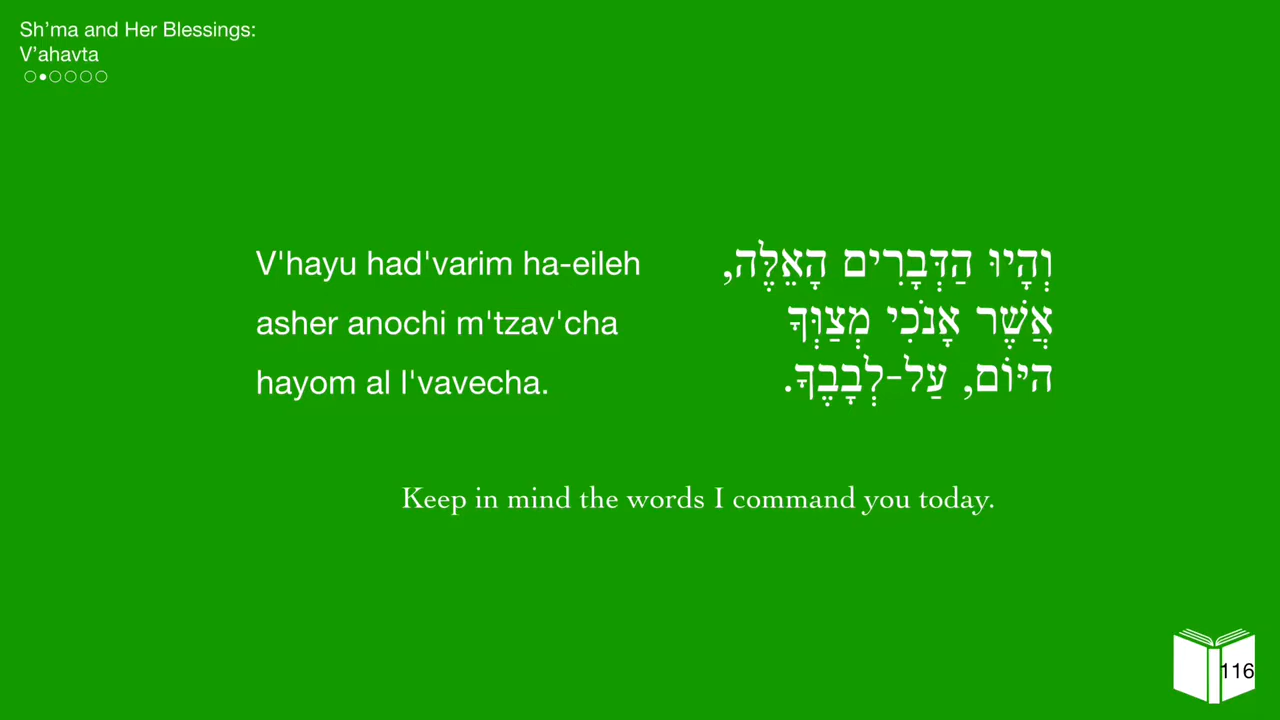 Sh’ma and Her Blessings:
V’ahavta
V'hayu had'varim ha-eileh
asher anochi m'tzav'cha
hayom al l'vavecha.
וְהָיוּ הַדְּבָרִים הָאֵלֶּה,
אֲשֶׁר אָנֹכִי מְצַוְּךָ
היּוֹם, עַל-לְבָבֶךָ.
Keep in mind the words I command you today.
116